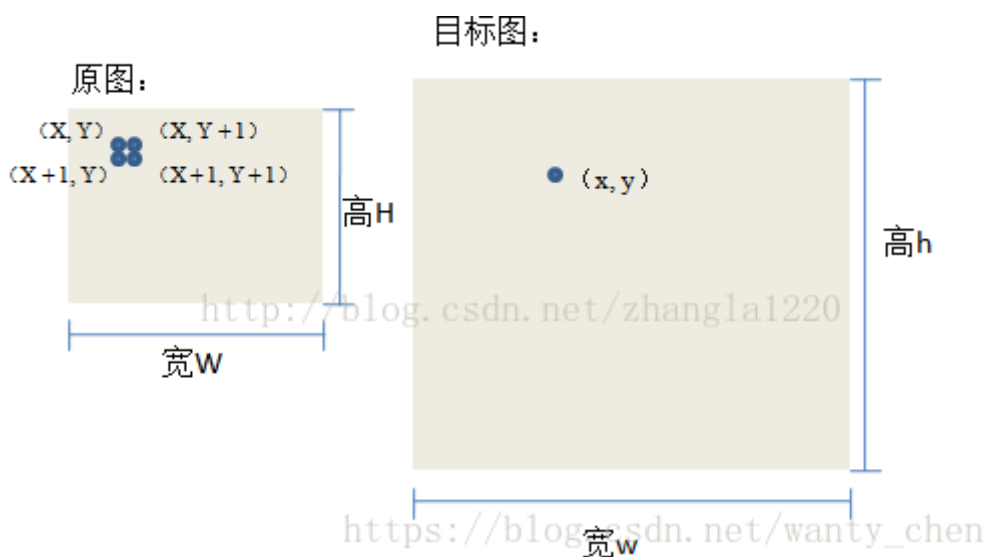 目标图:
原图:
(X,Y) (X,Y+1)
(X+1,Y) (X+1,Y+1)
(x,y)
高H
高h
http://blog.csdn.net/zhangla1220
宽W
https://blog.csdn.net/wanty_chen
宽w